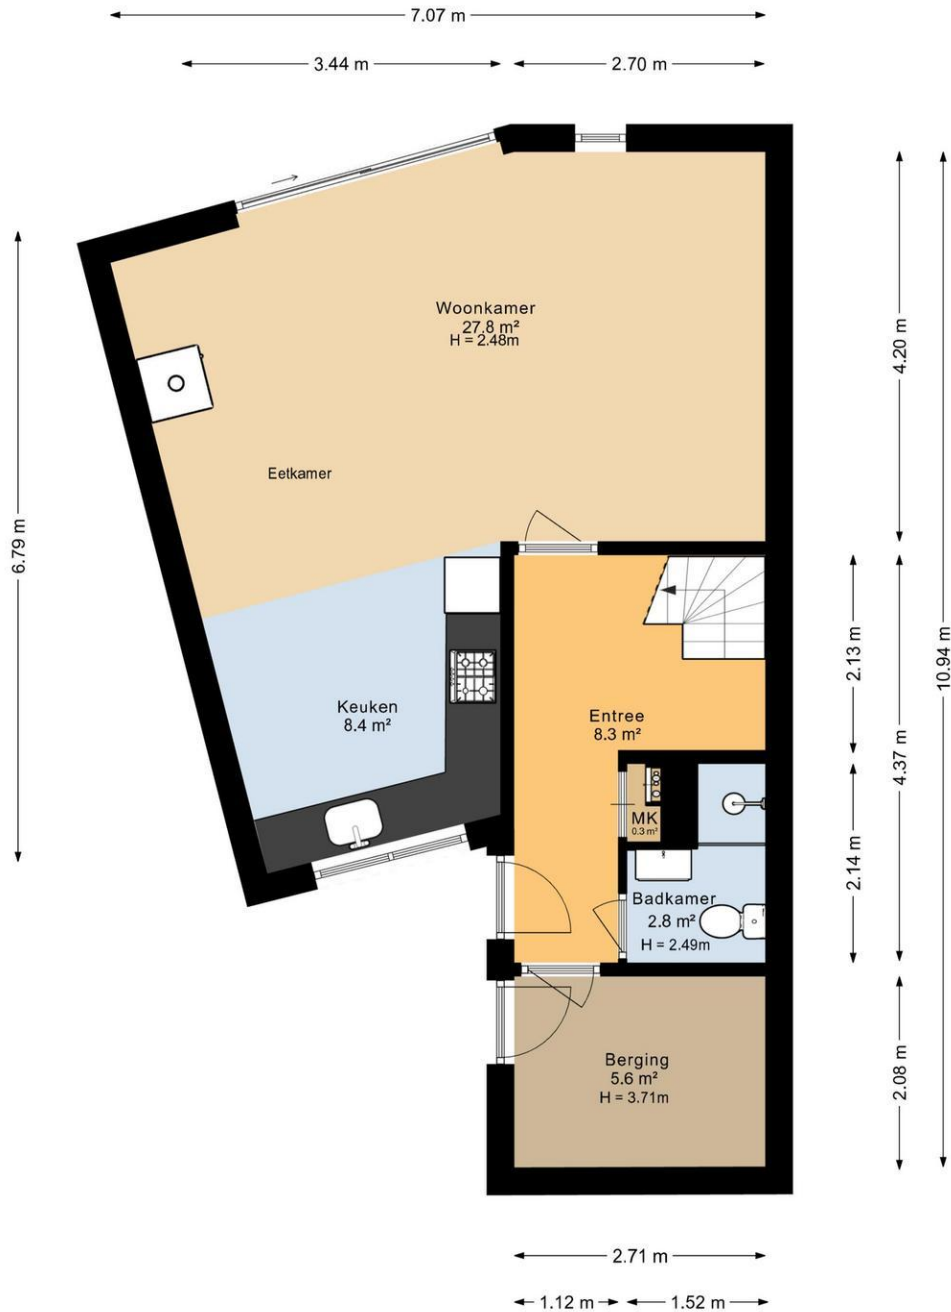 7.07 m
3.44 m
2.70 m
Woonkamer
27.8 m²
H = 2.48m
4.20 m
Eetkamer
6.79 m
2.13 m
10.94 m
Keuken
8.4 m²
Entree
8.3 m²
4.37 m
MK
0.3 m²
2.14 m
Badkamer
2.8 m²
H = 2.49m
Berging
5.6 m²
H = 3.71m
2.08 m
2.71 m
1.12 m
1.52 m